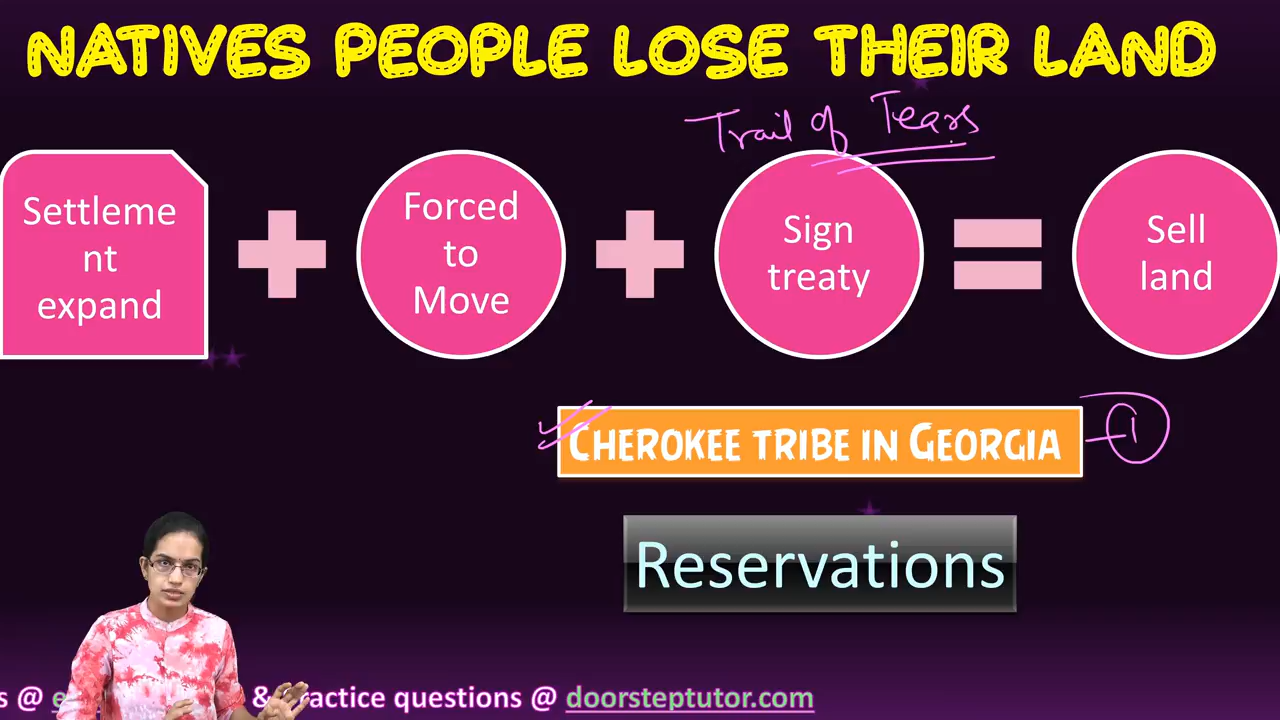 NATIVES PEOPLE LOSE THEIR LAND
Trail of Tears
Settleme
nt
expand
Forced
to
Move
Sign
treaty
Sell
land
CHEROKEE TRIBE IN GEORGIA
1
Reservations
s @ & practice questions @ doorsteptutor.com